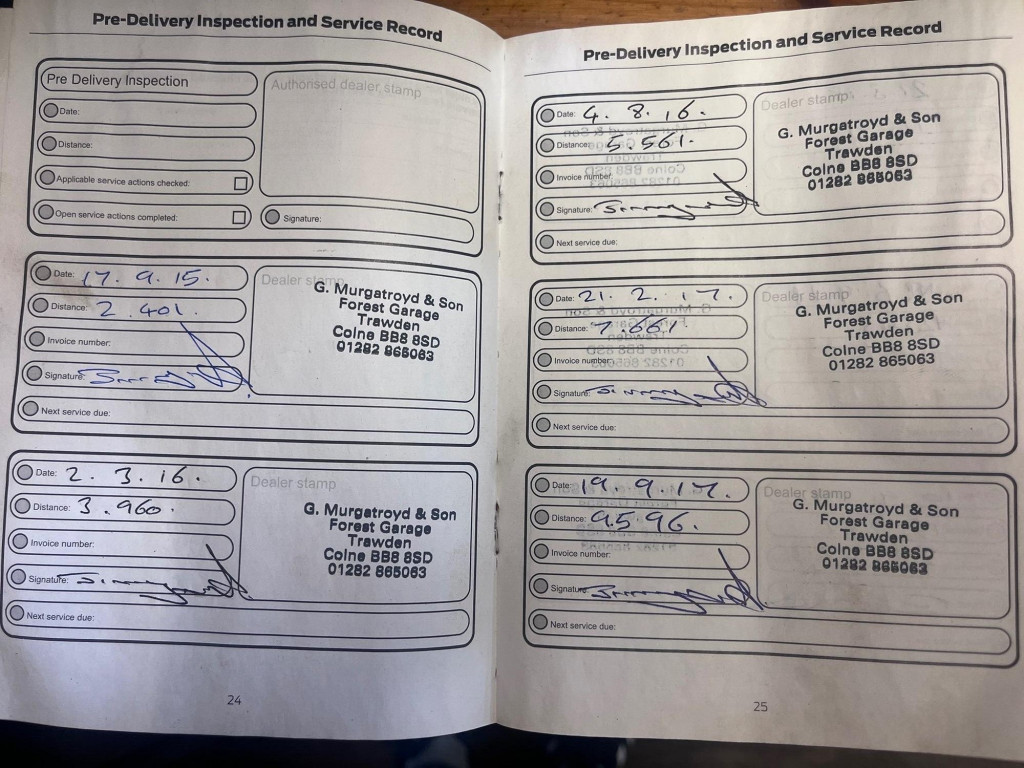 Pre-Delivery Inspection and Service Record
Pre Delivery Inspection
Date:
Distance:
Applicable service actions checked:
Open service actions completed:
Authorised dealer stamp
Signature:
Date: 17. 9. 15.
Distance: 2.401.
Invoice number:
Signature:
Next service due:
Dealer stamp
G. Murgatroyd & Son
Forest Garage
Trawden
Colne BB8 8SD
01282 865063
Date: 2. 3. 16.
Distance: 3.960.
Invoice number:
Signature:
Next service due:
Dealer stamp
G. Murgatroyd & Son
Forest Garage
Trawden
Colne BB8 8SD
01282 865063
24
Pre-Delivery Inspection and Service Record
Date: 4. 8. 16.
Distance: 5.561.
Invoice number
Signature:
Next service due:
Dealer stamp
G. Murgatroyd & Son
Forest Garage
Trawden
Colne BB8 8SD
01282 865063
Date: 21. 2. 17.
Distance: 7.661
Invoice number:
Signature:
Next service due:
Dealer stamp
G. Murgatroyd & Son
Forest Garage
Trawden
Colne BB8 8SD
01282 865063
Date: 19. 9. 17.
Distance: 9596.
Invoice number:
Signature:
Next service due:
Dealer stamp
G. Murgatroyd & Son
Forest Garage
Trawden
Colne BB8 8SD
01282 865063
25